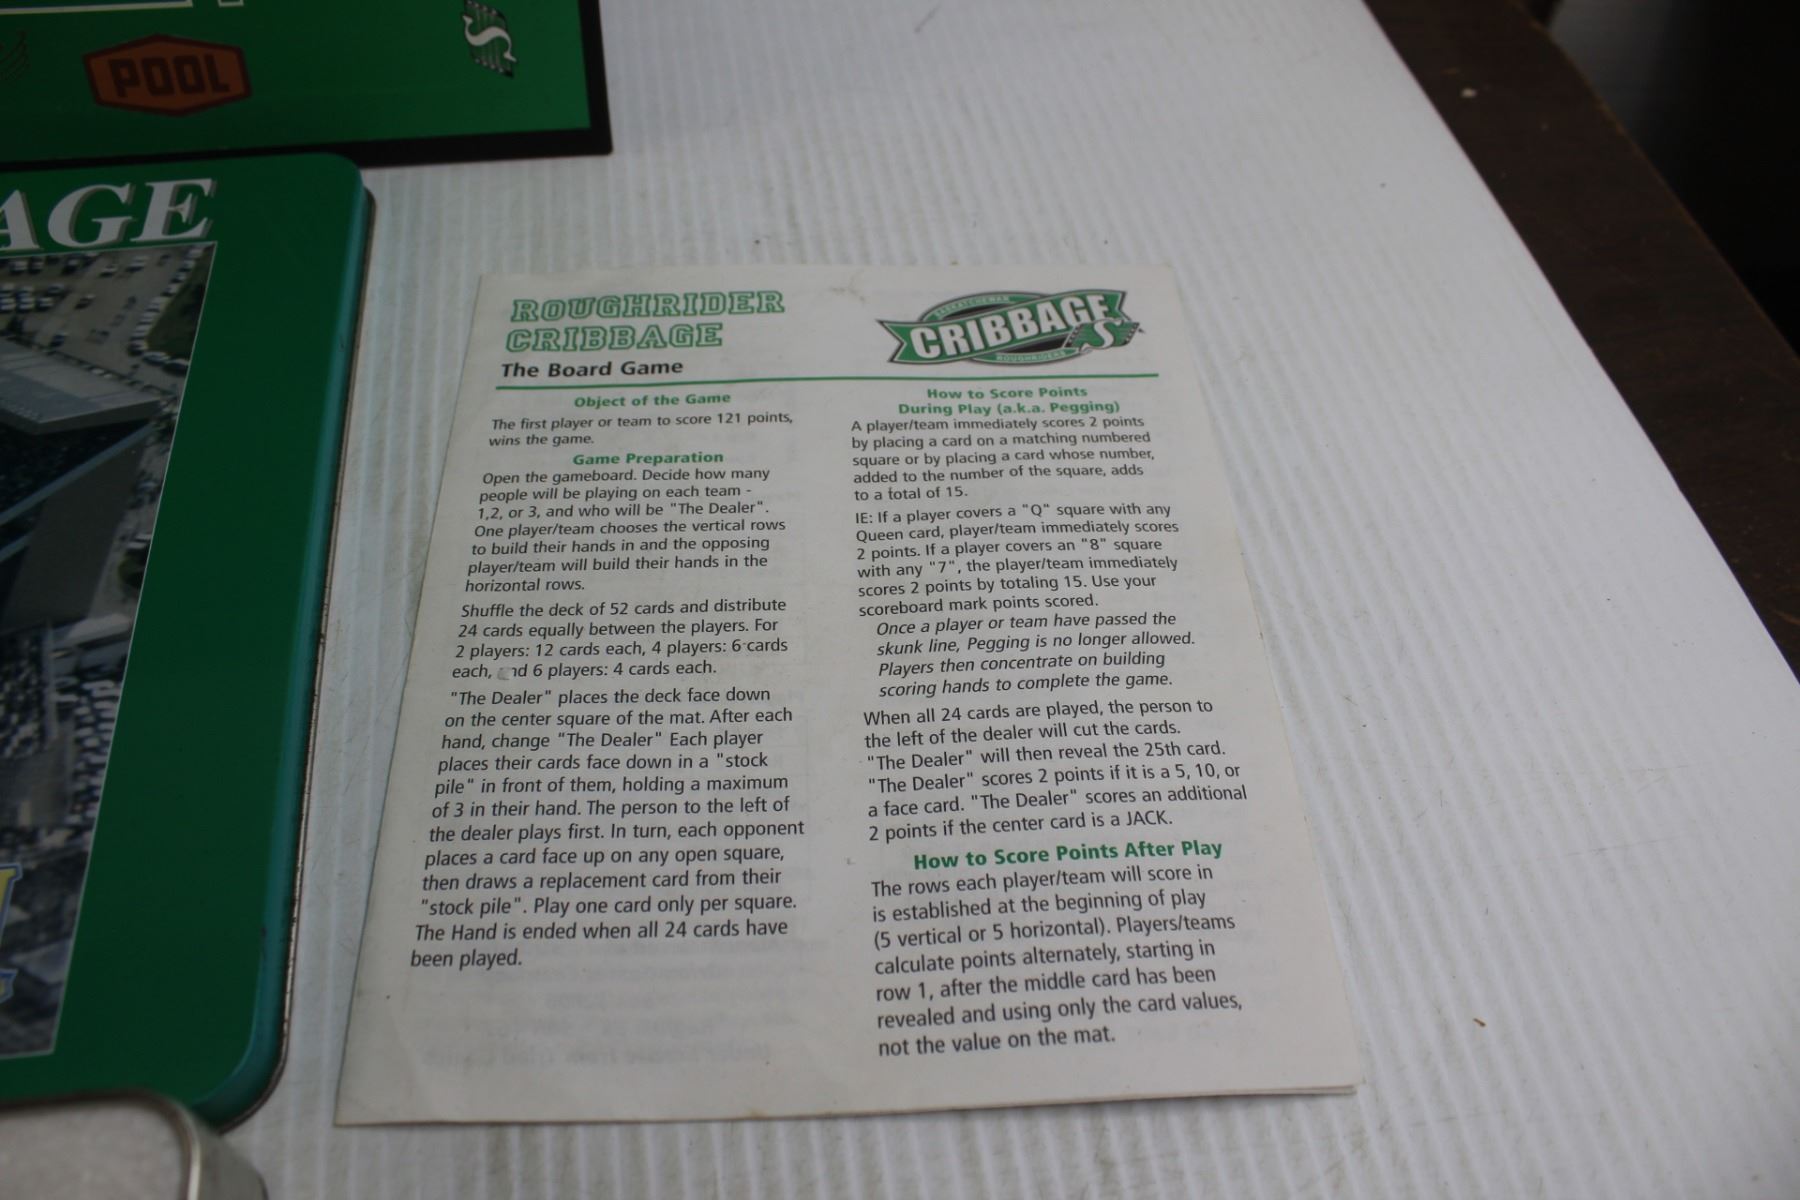 POOL
S
AGE
ROUGHRIDER
CRIBBAGE
The Board Game
SASKATCHEWAN
CRIBBAGE
S
ROUGHRIDERS
Object of the Game
The first player or team to score 121 points,
wins the game.
Game Preparation
Open the gameboard. Decide how many
people will be playing on each team -
1,2, or 3, and who will be "The Dealer".
One player/team chooses the vertical rows
to build their hands in and the opposing
player/team will build their hands in the
horizontal rows.
Shuffle the deck of 52 cards and distribute
24 cards equally between the players. For
2 players: 12 cards each, 4 players: 6 cards
each, nd 6 players: 4 cards each.
"The Dealer" places the deck face down
on the center square of the mat. After each
hand, change "The Dealer" Each player
places their cards face down in a "stock
pile" in front of them, holding a maximum
of 3 in their hand. The person to the left of
the dealer plays first. In turn, each opponent
places a card face up on any open square,
then draws a replacement card from their
"stock pile". Play one card only per square.
The Hand is ended when all 24 cards have
been played.
How to Score Points
During Play (a.k.a. Pegging)
A player/team immediately scores 2 points
by placing a card on a matching numbered
square or by placing a card whose number,
added to the number of the square, adds
to a total of 15.
IE: If a player covers a "Q" square with any
Queen card, player/team immediately scores
2 points. If a player covers an "8" square
with any "7", the player/team immediately
scores 2 points by totaling 15. Use your
scoreboard mark points scored.
Once a player or team have passed the
skunk line, Pegging is no longer allowed.
Players then concentrate on building
scoring hands to complete the game.
When all 24 cards are played, the person to
the left of the dealer will cut the cards.
"The Dealer" will then reveal the 25th card.
"The Dealer" scores 2 points if it is a 5, 10, or
a face card. "The Dealer" scores an additional
2 points if the center card is a JACK.
How to Score Points After Play
The rows each player/team will score in
is established at the beginning of play
(5 vertical or 5 horizontal). Players/teams
calculate points alternately, starting in
row 1, after the middle card has been
revealed and using only the card values,
not the value on the mat.